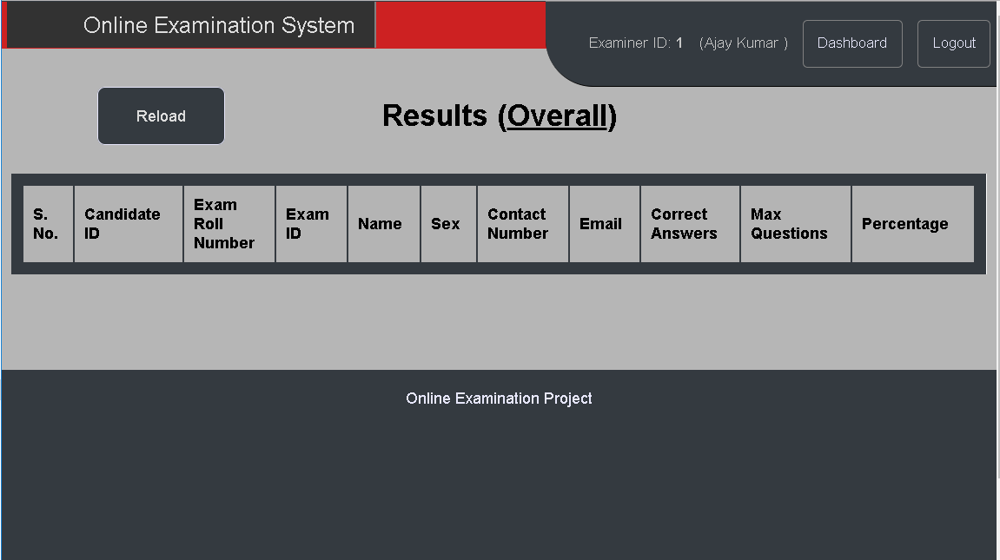 Online Examination System
Examiner ID: 1 (Ajay Kumar )
Dashboard
Logout
Reload
Results (Overall)
S.
No.
Candidate
ID
Exam
Roll
Number
Exam
ID
Name
Sex
Contact
Number
Email
Correct
Answers
Max
Questions
Percentage
Online Examination Project